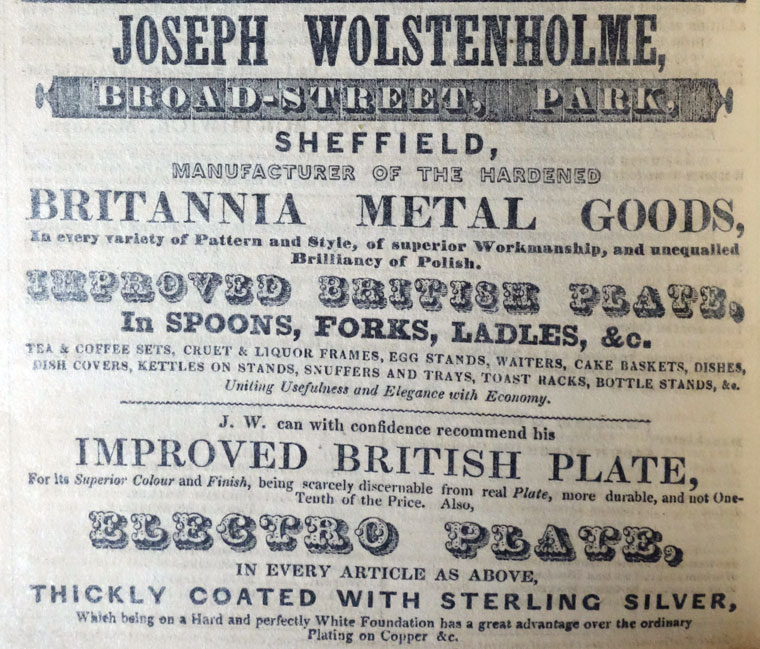 JOSEPH WOLSTENHOLME,
BROAD-STREET, PARK,
SHEFFIELD,
MANUFACTURER OF THE HARDENED
BRITANNIA METAL GOODS,
In every variety of Pattern and Style, of superior Workmanship, and unequalled
Brilliancy of Polish.
IMPROVED BRITISH PLATE,
In SPOONS, FORKS, LADLES, &c.
TEA & COFFEE SETS, CRUET & LIQUOR FRAMES, EGG STANDS, WAITERS, CAKE BASKETS, DISHES,
DISH COVERS, KETTLES ON STANDS, SNUFFERS AND TRAYS, TOAST RACKS, BOTTLE STANDS, &c.
Uniting Usefulness and Elegance with Economy.
J. W. can with confidence recommend his
IMPROVED BRITISH PLATE,
For its Superior Colour and Finish, being scarcely discernable from real Plate, more durable, and not One-
Tenth of the Price. Also,
ELECTRO PLATE,
IN EVERY ARTICLE AS ABOVE,
THICKLY COATED WITH STERLING SILVER,
Which being on a Hard and perfectly White Foundation has a great advantage over the ordinary
Plating on Copper &c.